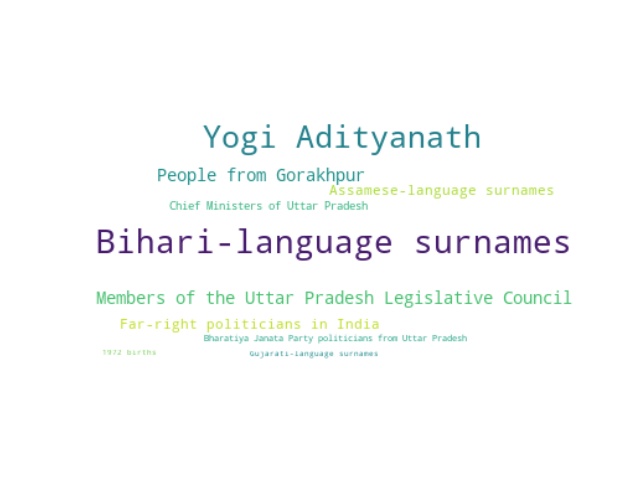 Yogi Adityanath
People from Gorakhpur
Assamese-language surnames
Chief Ministers of Uttar Pradesh
Bihari-language surnames
Members of the Uttar Pradesh Legislative Council
Far-right politicians in India
Bharatiya Janata Party politicians from Uttar Pradesh
1972 births
Gujarati-language surnames